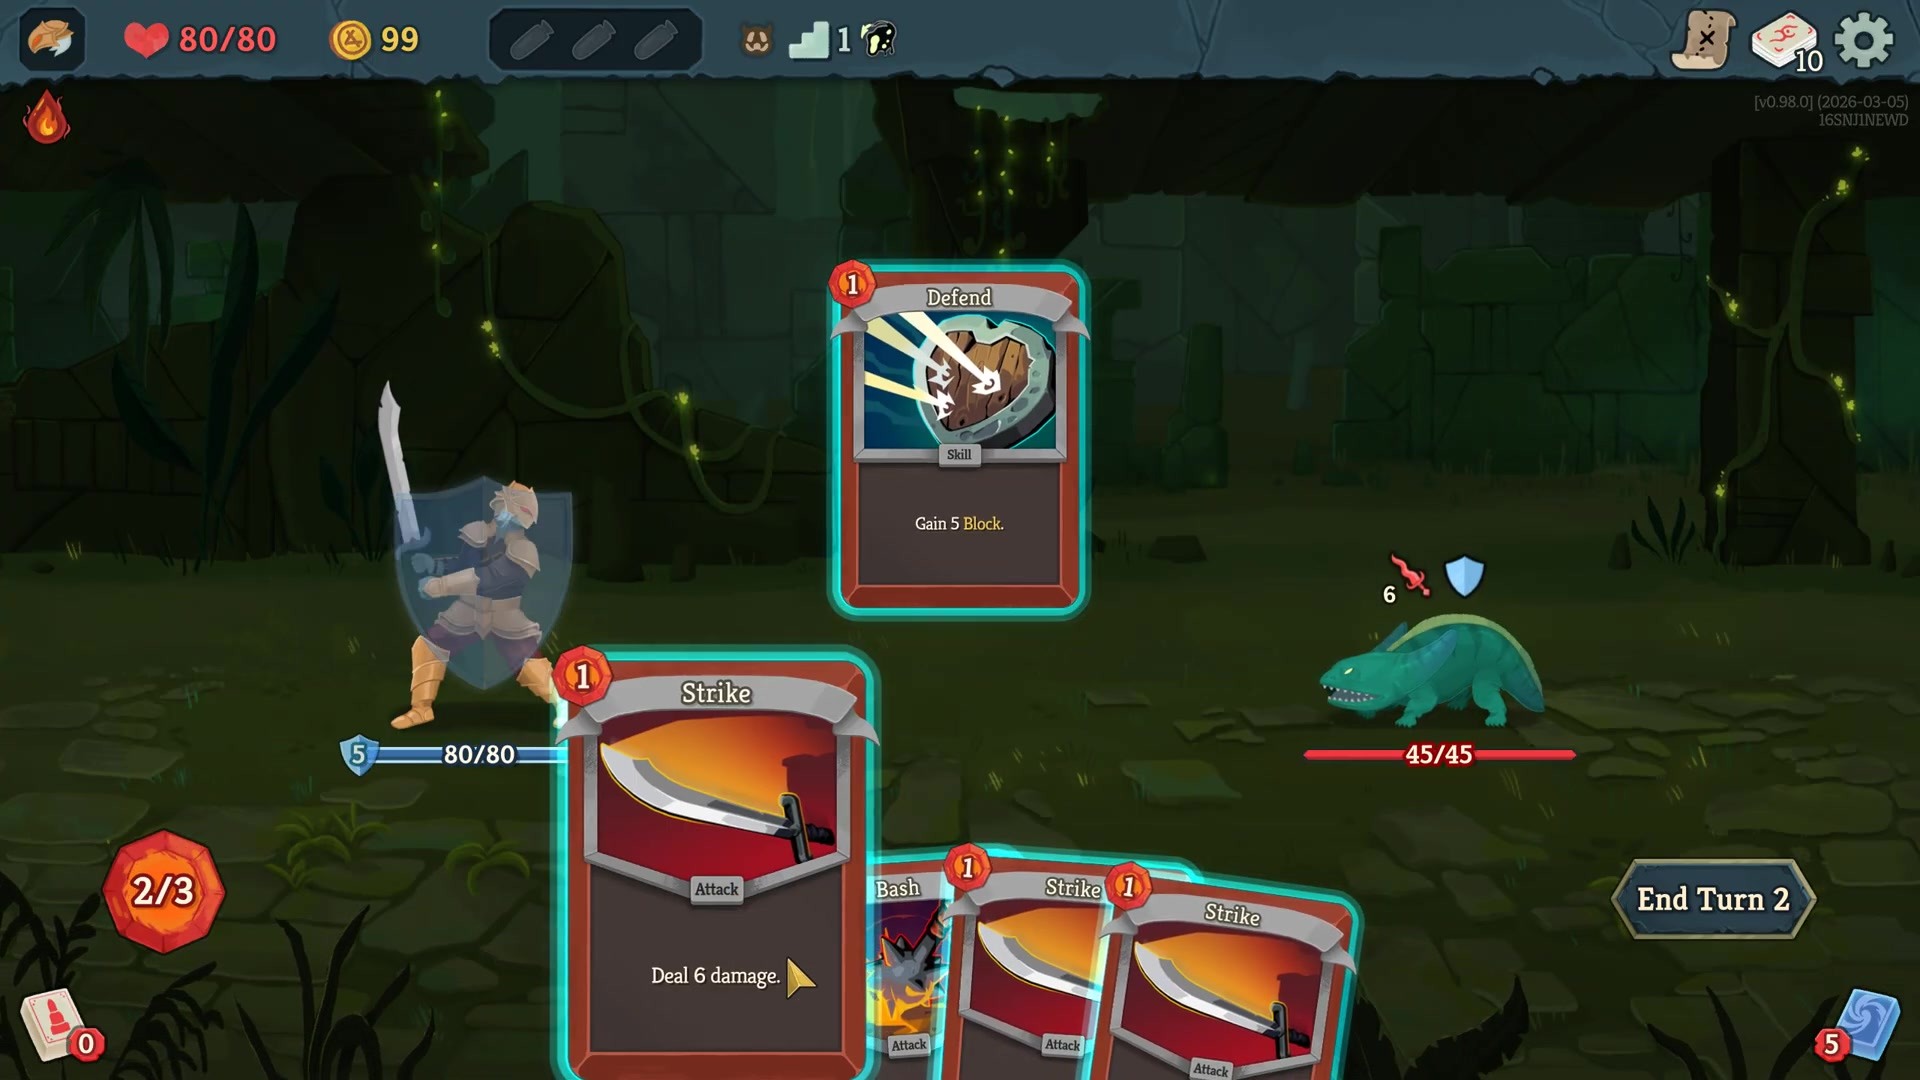 80/80
99
1
10
[v0.98.0] (2026-03-05)
16SNJ1NEWD
1
Defend
Skill
Gain 5 Block.
6
5
80/80
45/45
1
Strike
Attack
Deal 6 damage.
Bash
Attack
1
Strike
Attack
1
Strike
Attack
2/3
End Turn 2
0
5